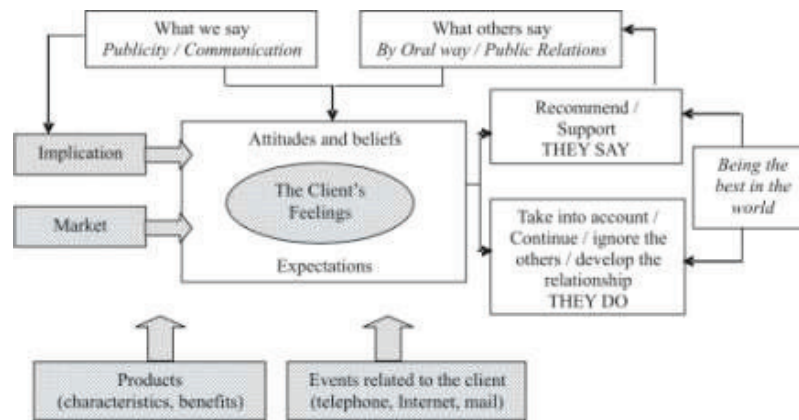 What we say
Publicity / Communication
What others say
By Oral way / Public Relations
Implication
Market
Attitudes and beliefs
The Client's
Feelings
Expectations
Recommend /
Support
THEY SAY
Take into account /
Continue / ignore the
others / develop the
relationship
THEY DO
Being the
best in the
world
Products
(characteristics, benefits)
Events related to the client
(telephone, Internet, mail)